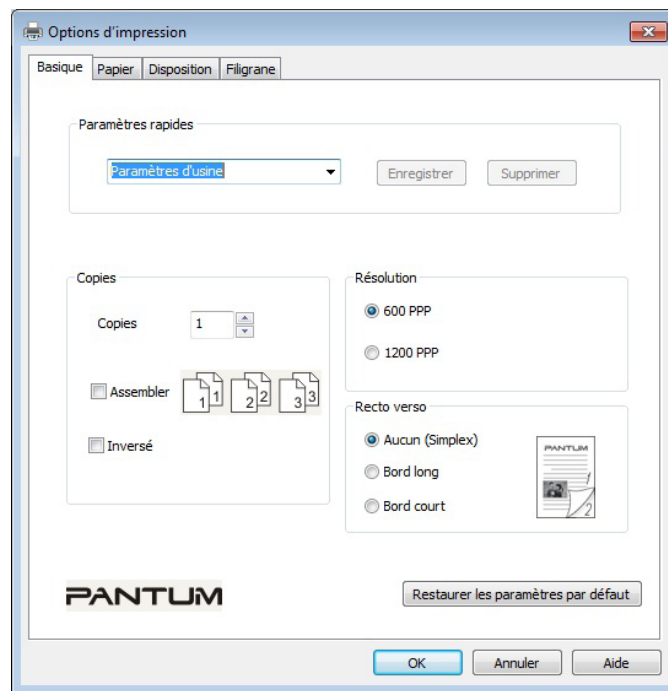 Options d'impression
Basique Papier Disposition Filigrane
Paramètres rapides
Paramètres d'usine Enregistrer Supprimer
Copies
Copies 1
Assembler 1 1 2 2 3 3
Inversé
Résolution
600 PPP
1200 PPP
Recto verso
Aucun (Simplex)
Bord long
Bord court
PANTUM
1
2
PANTUM
Restaurer les paramètres par défaut
OK Annuler Aide